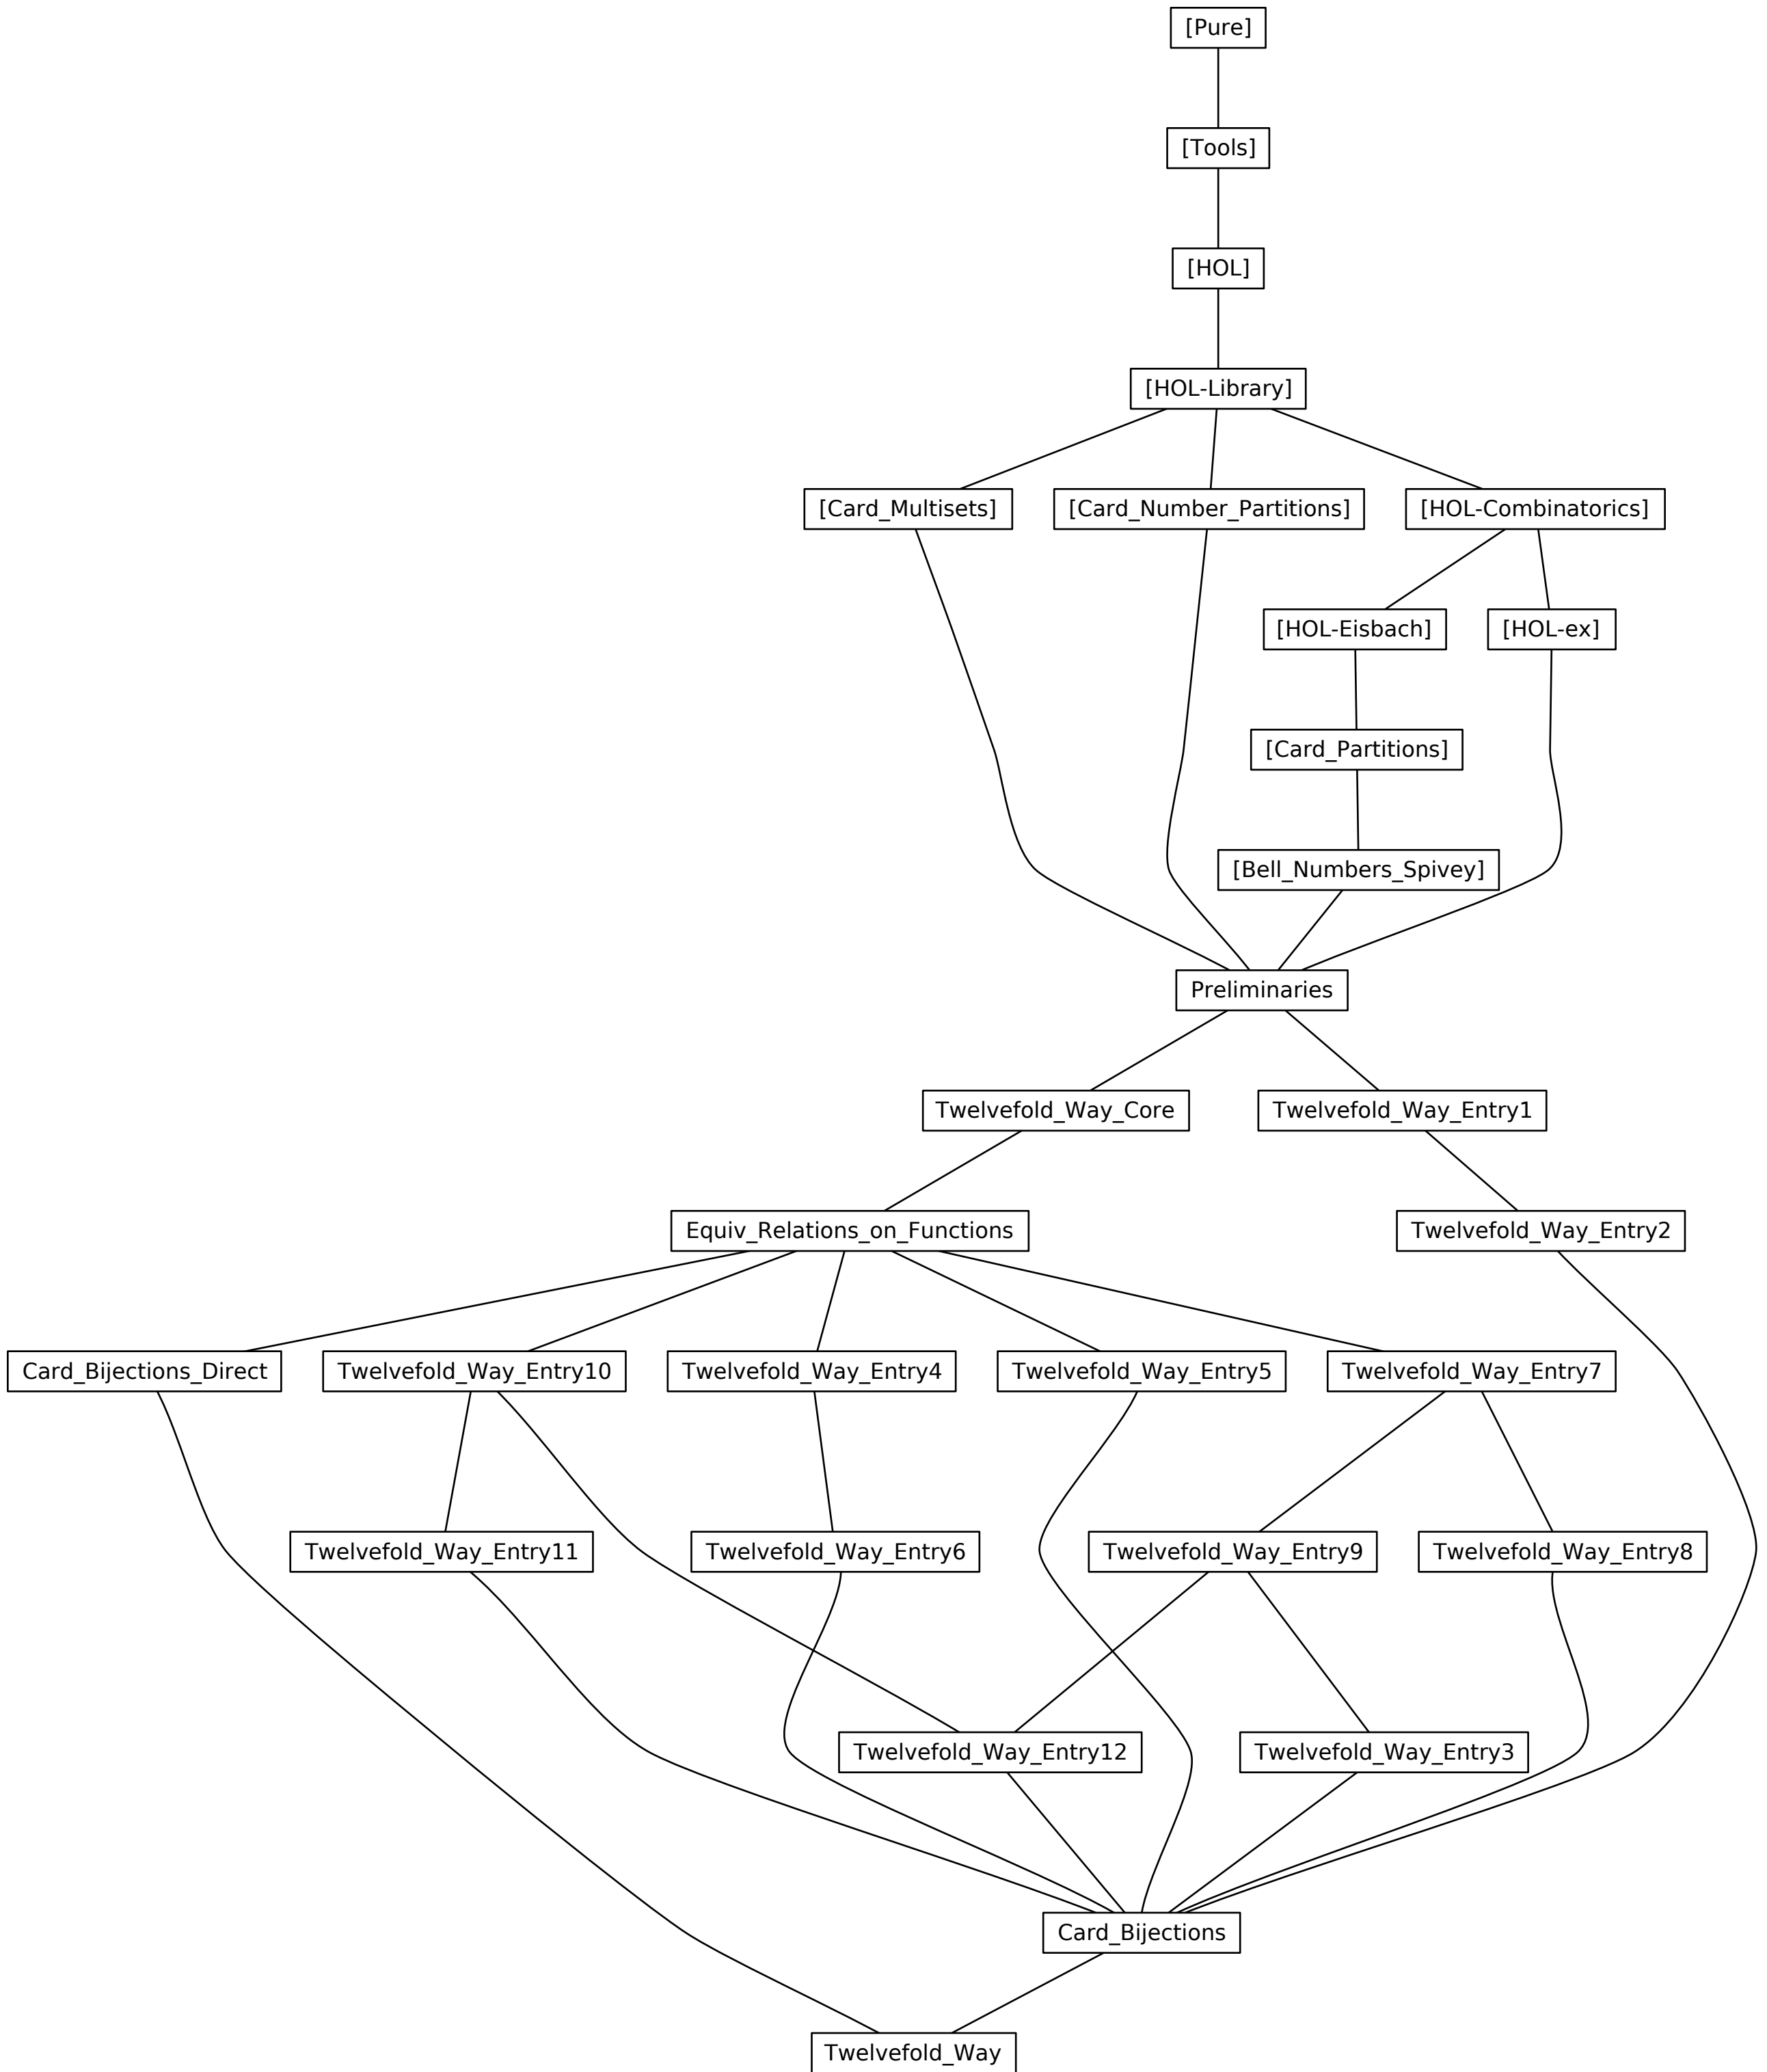 [Pure]
[Tools]
[HOL]
[HOL-Library]
[Card_Multisets]
[Card_Number_Partitions]
[HOL-Combinatorics]
[HOL-Eisbach]
[HOL-ex]
[Card_Partitions]
[Bell_Numbers_Spivey]
Preliminaries
Twelvefold_Way_Core
Twelvefold_Way_Entry1
Equiv_Relations_on_Functions
Twelvefold_Way_Entry2
Card_Bijections_Direct
Twelvefold_Way_Entry10
Twelvefold_Way_Entry4
Twelvefold_Way_Entry5
Twelvefold_Way_Entry7
Twelvefold_Way_Entry11
Twelvefold_Way_Entry6
Twelvefold_Way_Entry9
Twelvefold_Way_Entry8
Twelvefold_Way_Entry12
Twelvefold_Way_Entry3
Card_Bijections
Twelvefold_Way